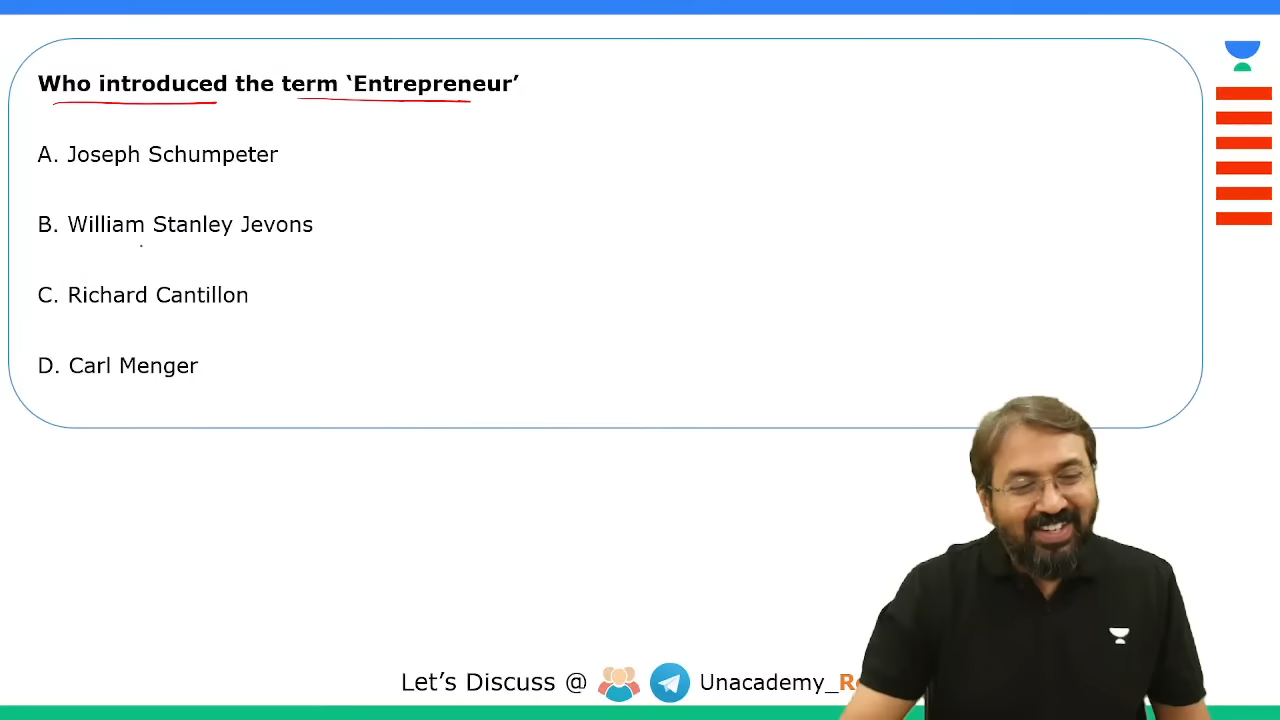 Who introduced the term ‘Entrepreneur’
A. Joseph Schumpeter
B. William Stanley Jevons
C. Richard Cantillon
D. Carl Menger
Let’s Discuss @ Unacademy_